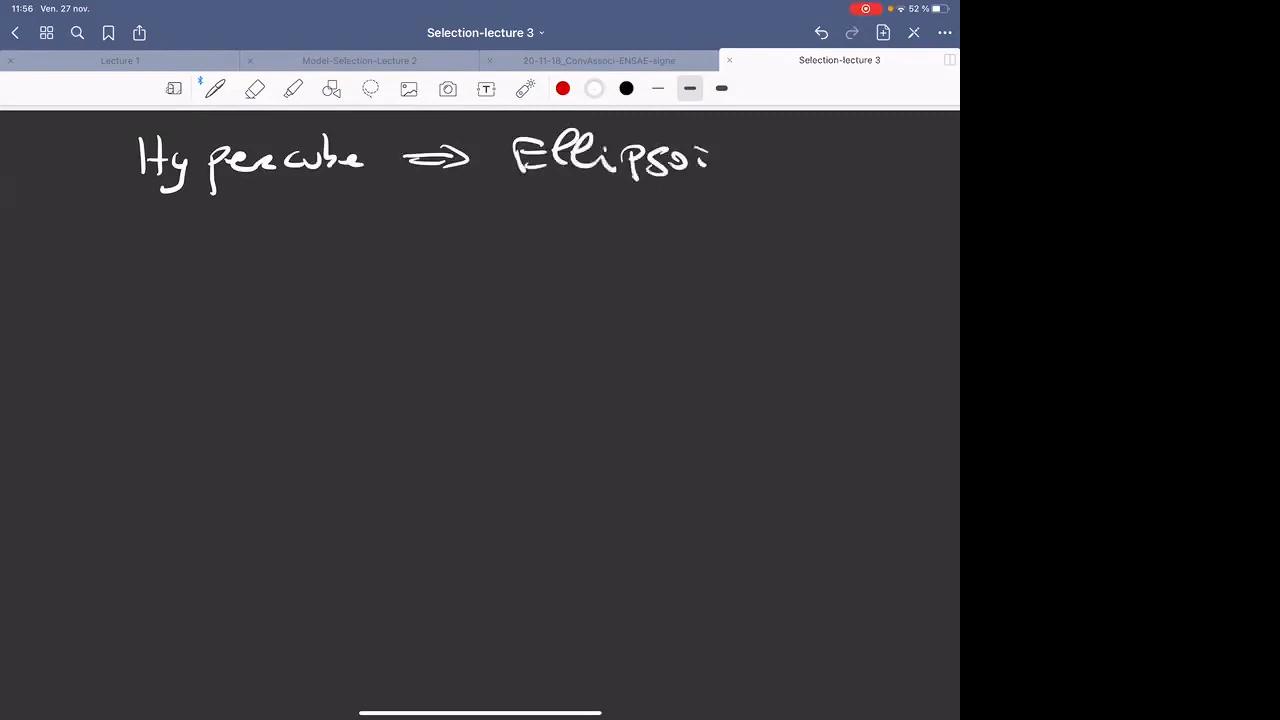 11:56 Ven. 27 nov. 52 %
Selection-lecture 3
Lecture 1 Model-Selection-Lecture 2 20-11-18_ConvAssoci-ENSAE-signe Selection-lecture 3
Hypercube ⇒ Ellipsoi